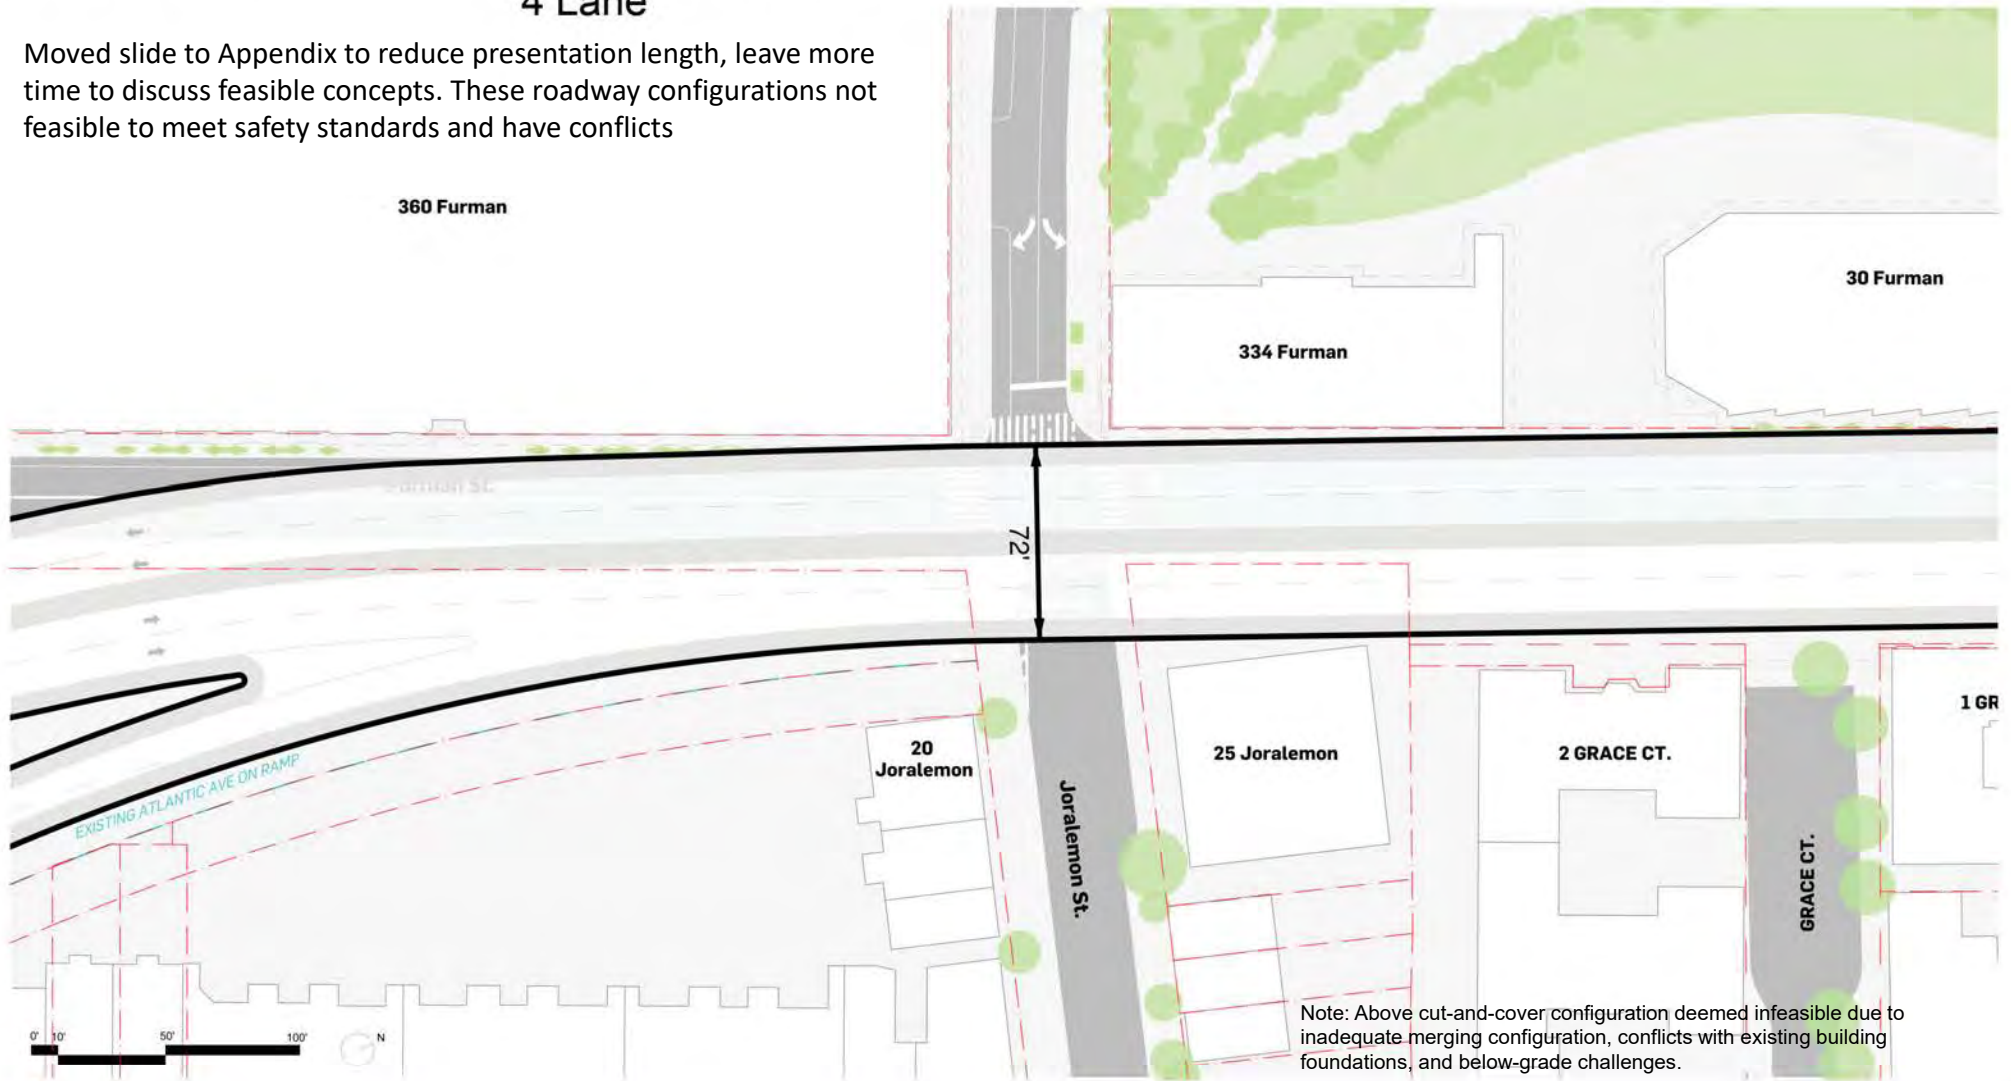 4 Lane
Moved slide to Appendix to reduce presentation length, leave more
time to discuss feasible concepts. These roadway configurations not
feasible to meet safety standards and have conflicts
360 Furman
30 Furman
334 Furman
Furman St.
72'
20
Joralemon
25 Joralemon
2 GRACE CT.
1 GR
EXISTING ATLANTIC AVE ON RAMP
Joralemon St.
GRACE CT.
0' 10' 50' 100' N
Note: Above cut-and-cover configuration deemed infeasible due to
inadequate merging configuration, conflicts with existing building
foundations, and below-grade challenges.